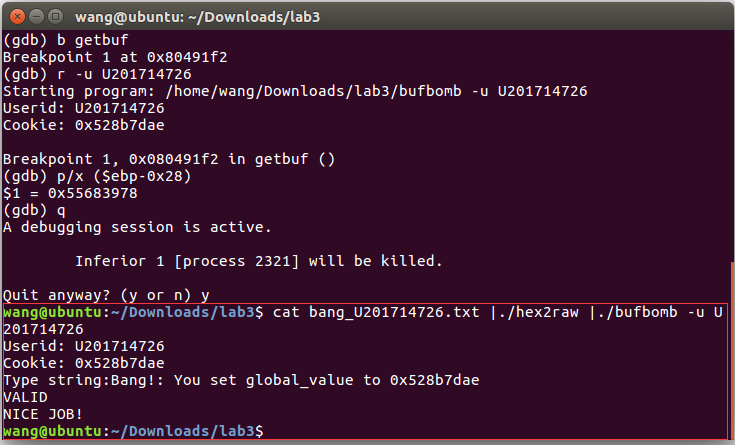 wang@ubuntu: ~/Downloads/lab3
(gdb) b getbuf
Breakpoint 1 at 0x80491f2
(gdb) r -u U201714726
Starting program: /home/wang/Downloads/lab3/bufbomb -u U201714726
Userid: U201714726
Cookie: 0x528b7dae
Breakpoint 1, 0x080491f2 in getbuf ()
(gdb) p/x ($ebp-0x28)
$1 = 0x55683978
(gdb) q
A debugging session is active.
Inferior 1 [process 2321] will be killed.
Quit anyway? (y or n) y
wang@ubuntu:~/Downloads/lab3$ cat bang_U201714726.txt |./hex2raw |./bufbomb -u U
201714726
Userid: U201714726
Cookie: 0x528b7dae
Type string:Bang!: You set global_value to 0x528b7dae
VALID
NICE JOB!
wang@ubuntu:~/Downloads/lab3$